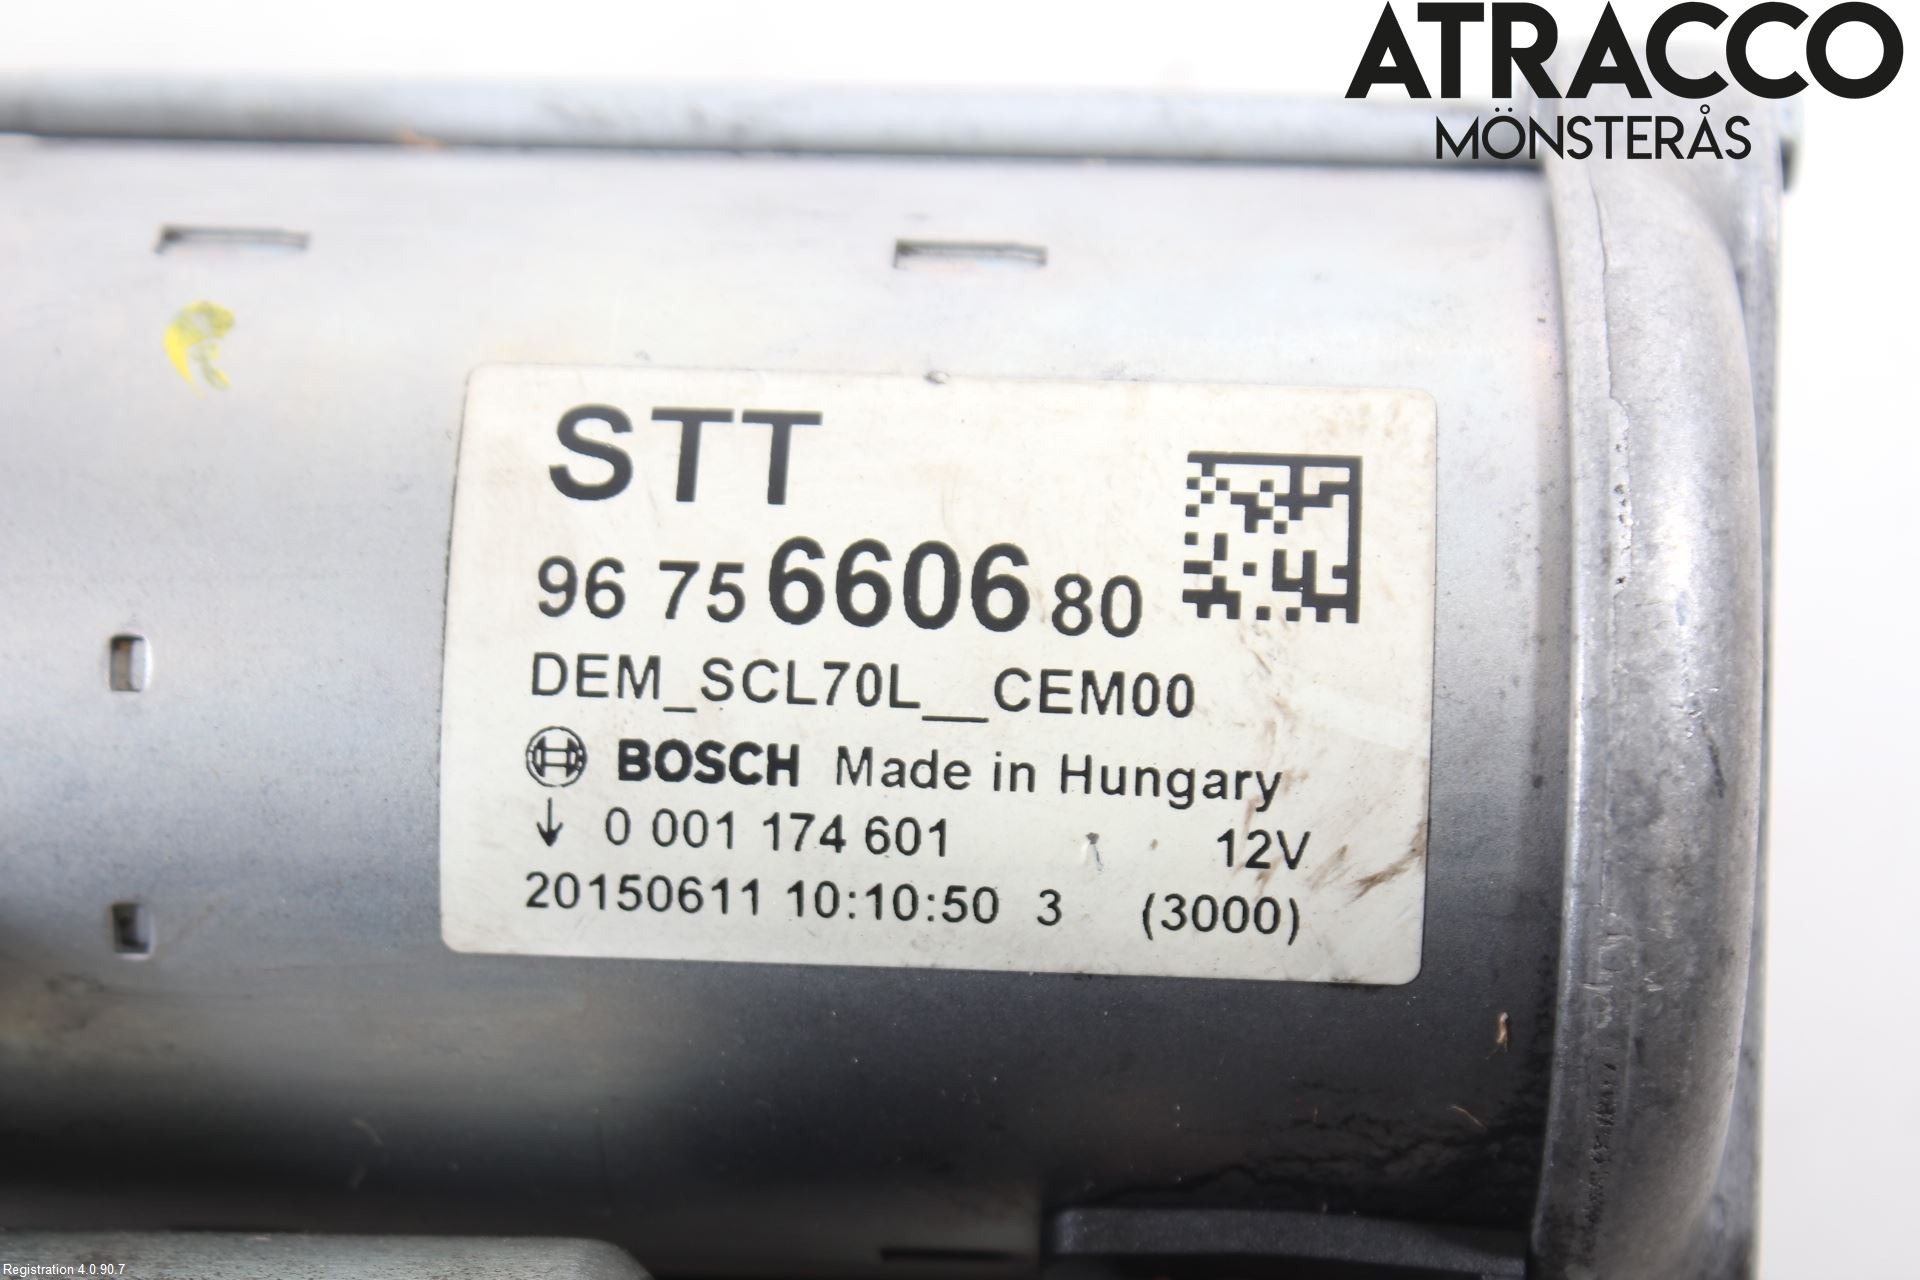 ATRACCO
MÖNSTERÅS
STT
96 75 6606 80
DEM_SCL70L__CEM00
BOSCH Made in Hungary
↓ 0 001 174 601 12V
20150611 10:10:50 3 (3000)
Registration 4.0.90.7